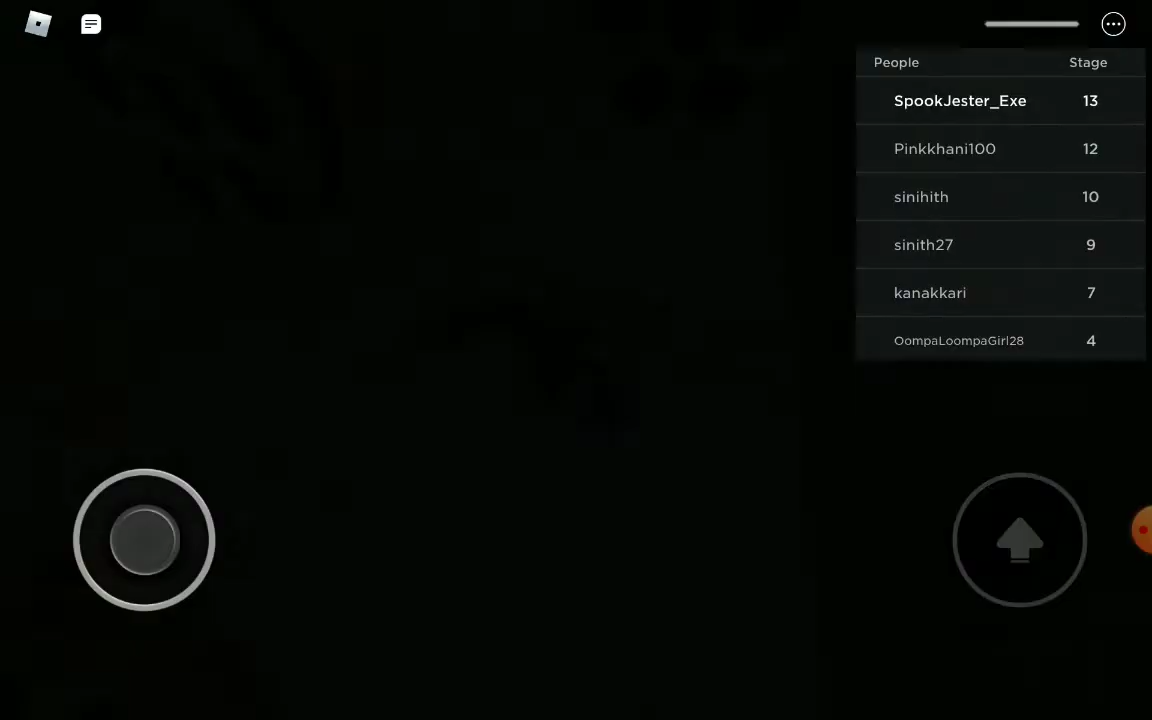 People Stage
SpookJester_Exe 13
Pinkkhani100 12
sinihith 10
sinith27 9
kanakkari 7
OompaLoompaGirl28 4